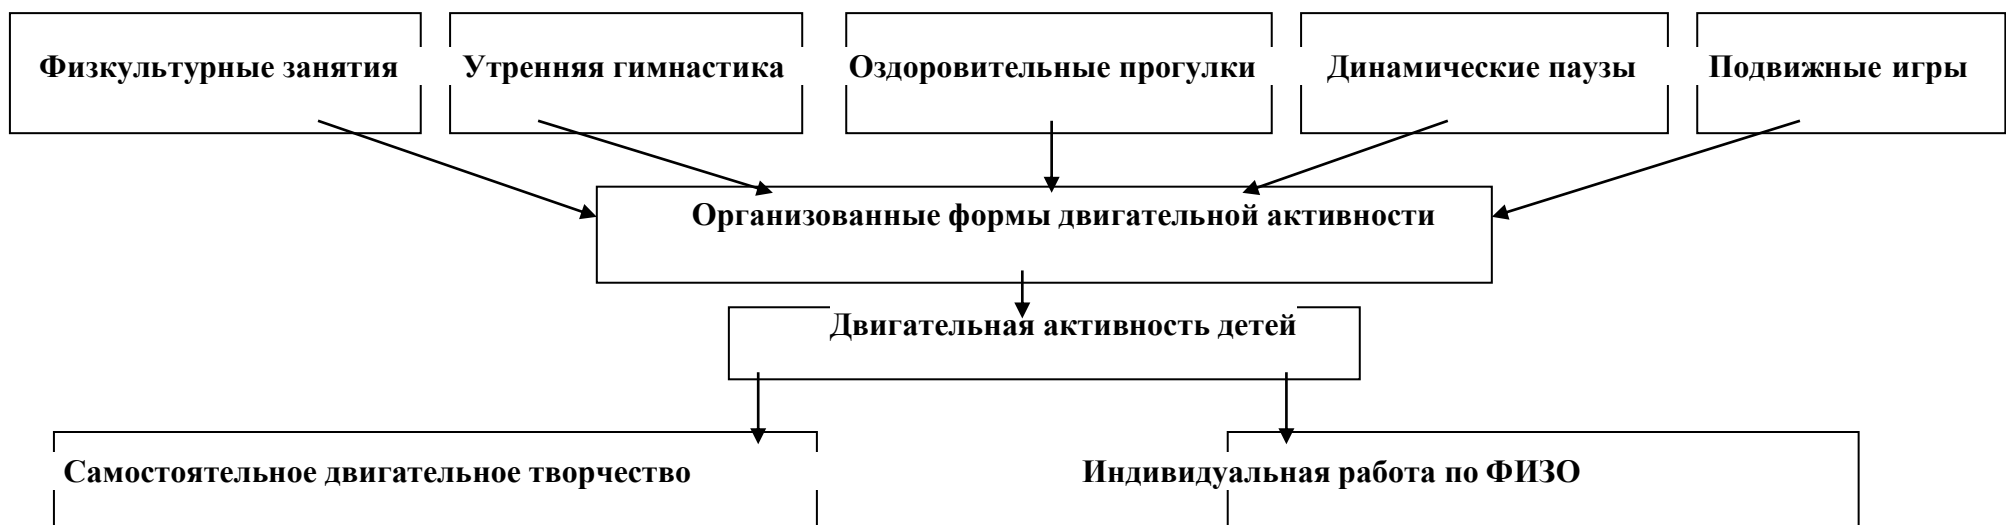 Физкультурные занятия
Утренняя гимнастика
Оздоровительные прогулки
Динамические паузы
Подвижные игры
Организованные формы двигательной активности
Двигательная активность детей
Самостоятельное двигательное творчество
Индивидуальная работа по ФИЗО